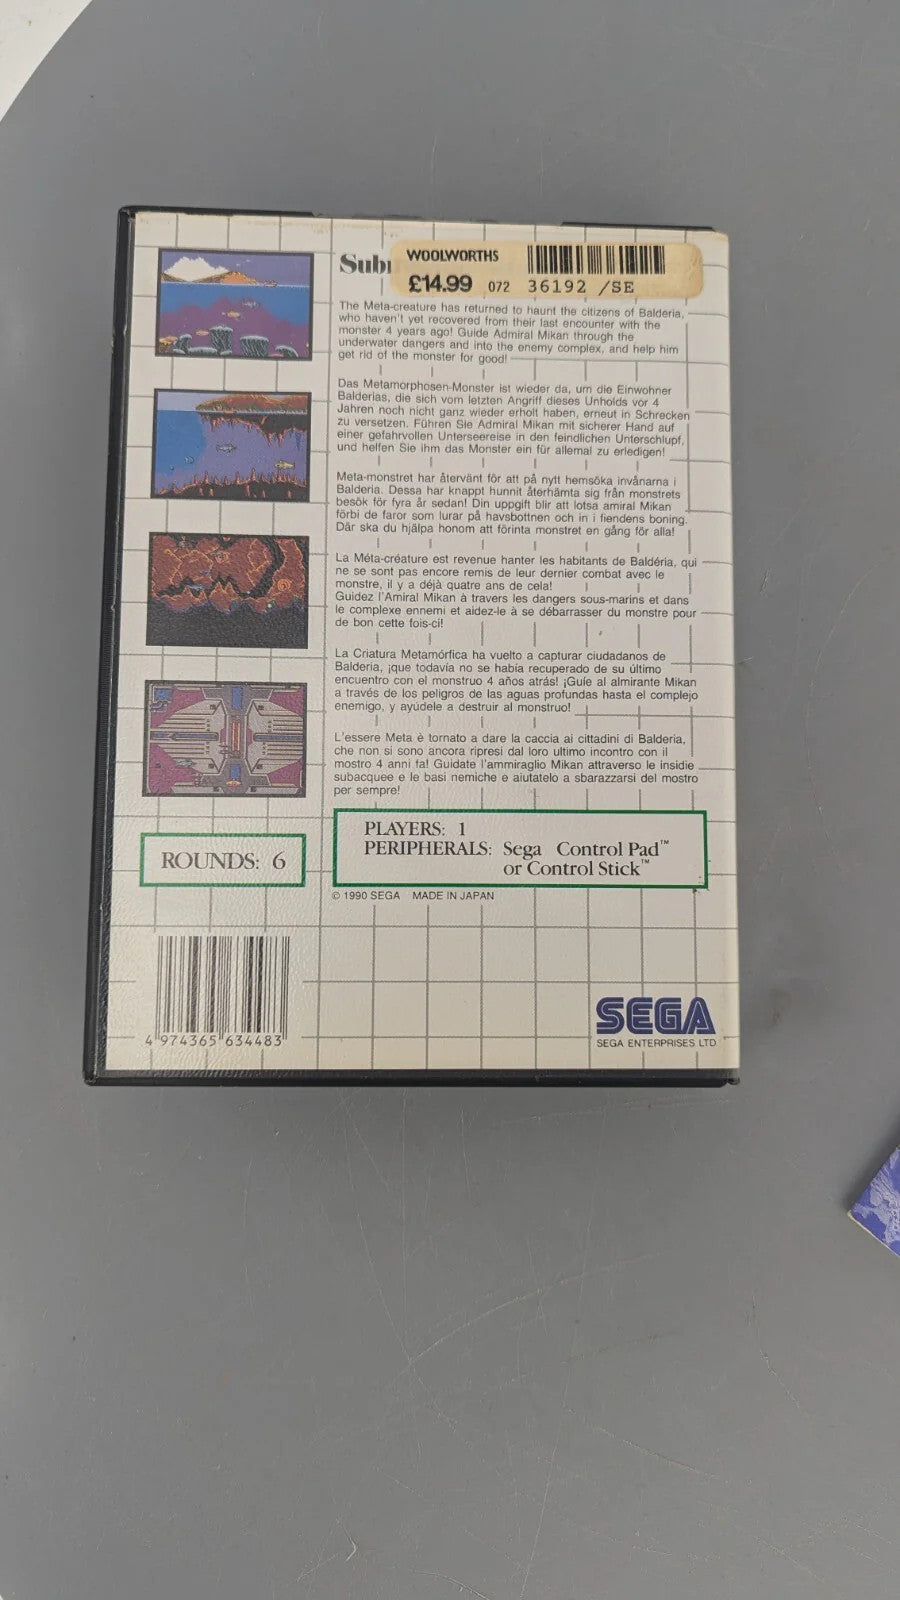 Subm
WOOLWORTHS
£14.99 072 36192 /SE
The Meta-creature has returned to haunt the citizens of Balderia,
who haven't yet recovered from their last encounter with the
monster 4 years ago! Guide Admiral Mikan through the
underwater dangers and into the enemy complex, and help him
get rid of the monster for good!
Das Metamorphosen-Monster ist wieder da, um die Einwohner
Balderias, die sich vom letzten Angriff dieses Unholds vor 4
Jahren noch nicht ganz wieder erholt haben, erneut in Schrecken
zu versetzen. Führen Sie Admiral Mikan mit sicherer Hand auf
einer gefahrvollen Unterseereise in den feindlichen Unterschlupf,
und helfen Sie ihm das Monster ein für allemal zu erledigen!
Meta-monstret har återvänt för att på nytt hemsöka invånarna i
Balderia. Dessa har knappt hunnit återhämta sig från monstrets
besök för fyra år sedan! Din uppgift blir att lotsa amiral Mikan
förbi de faror som lurar på havsbottnen och in i fiendens boning.
Där ska du hjälpa honom att förinta monstret en gång för alla!
La Méta-créature est revenue hanter les habitants de Baldéria, qui
ne se sont pas encore remis de leur dernier combat avec le
monstre, il y a déjà quatre ans de cela!
Guidez l'Amiral Mikan à travers les dangers sous-marins et dans
le complexe ennemi et aidez-le à se débarrasser du monstre pour
de bon cette fois-ci!
La Criatura Metamórfica ha vuelto a capturar ciudadanos de
Balderia, ¡que todavía no se había recuperado de su último
encuentro con el monstruo 4 años atrás! ¡Guíe al almirante Mikan
a través de los peligros de las aguas profundas hasta el complejo
enemigo, y ayúdele a destruir al monstruo!
L'essere Meta è tornato a dare la caccia ai cittadini di Balderia,
che non si sono ancora ripresi dal loro ultimo incontro con il
mostro 4 anni fa! Guidate l'ammiraglio Mikan attraverso le insidie
subacquee e le basi nemiche e aiutatelo a sbarazzarsi del mostro
per sempre!
ROUNDS: 6
PLAYERS: 1
PERIPHERALS: Sega Control Pad™
or Control Stick™
© 1990 SEGA MADE IN JAPAN
4 974365 634483
SEGA
SEGA ENTERPRISES LTD.